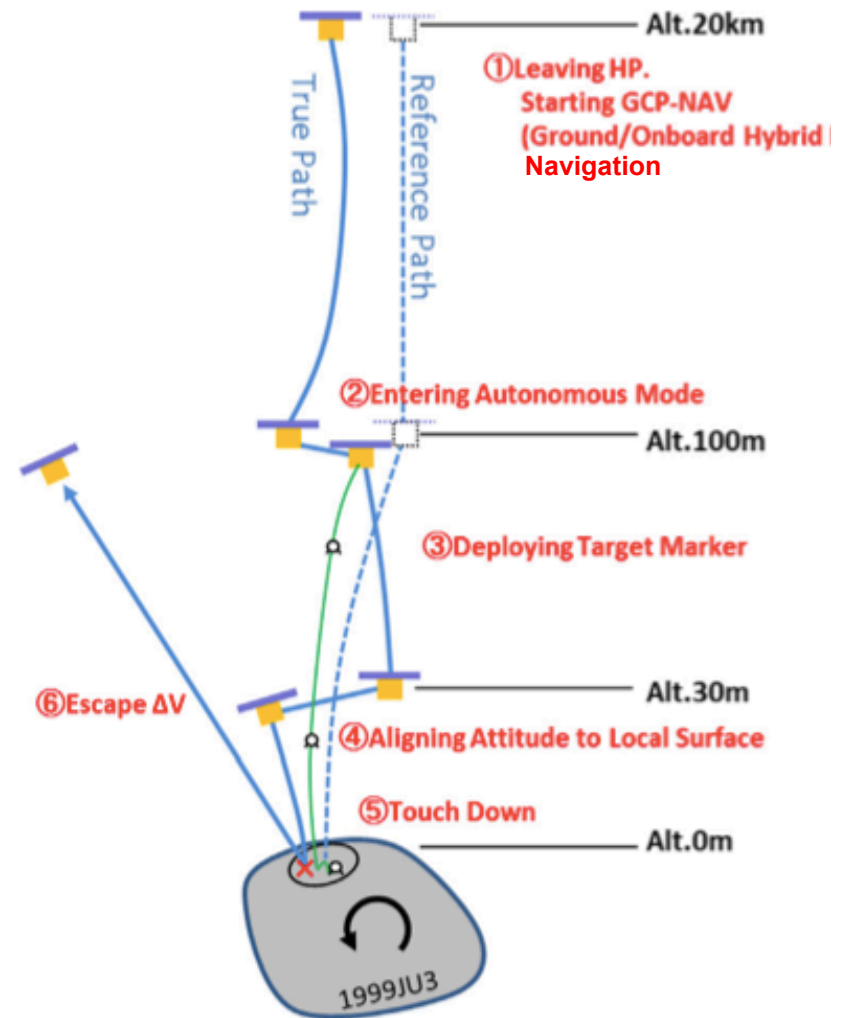 Alt.20km
①Leaving HP.
Starting GCP-NAV
(Ground/Onboard Hybrid
Navigation
True Path
Reference Path
②Entering Autonomous Mode
Alt.100m
③Deploying Target Marker
⑥Escape ΔV
Alt.30m
④Aligning Attitude to Local Surface
⑤Touch Down
Alt.0m
1999JU3